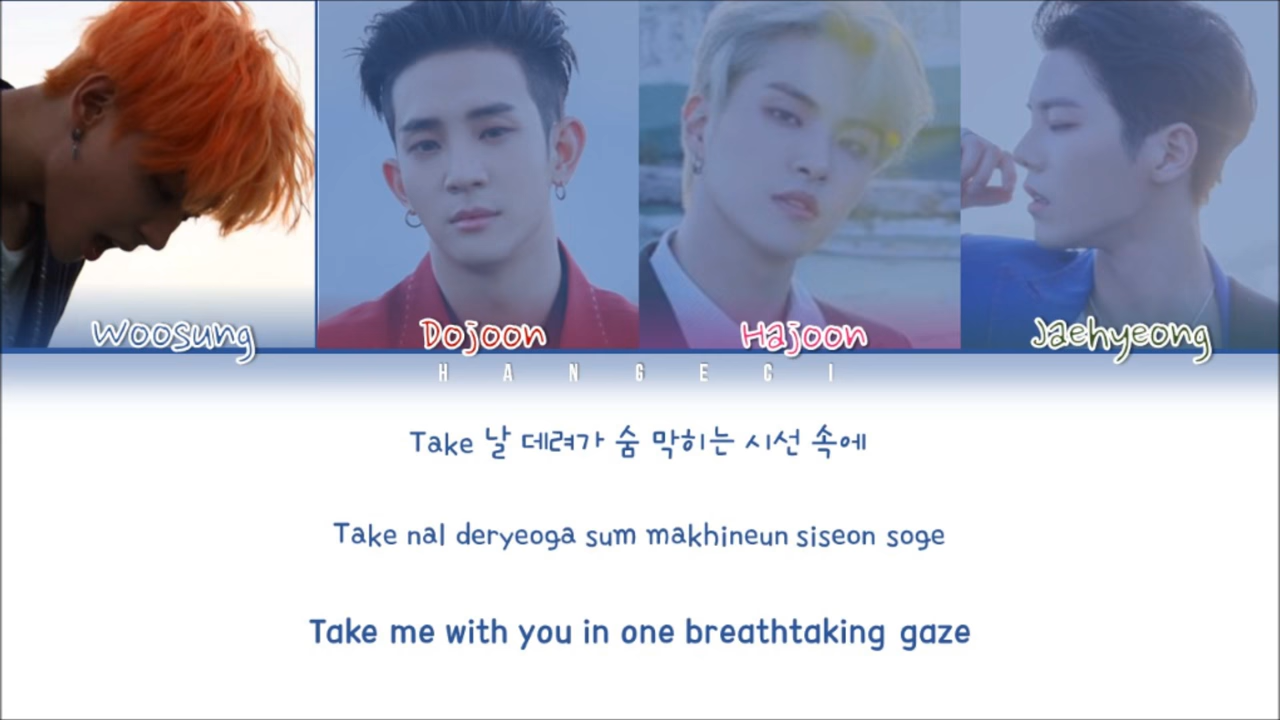 Woosung
Dojoon
Hajoon
Jaehyeong
HANGECI
Take 날 데려가 숨 막히는 시선 속에
Take nal deryeoga sum makhineun siseon soge
Take me with you in one breathtaking gaze